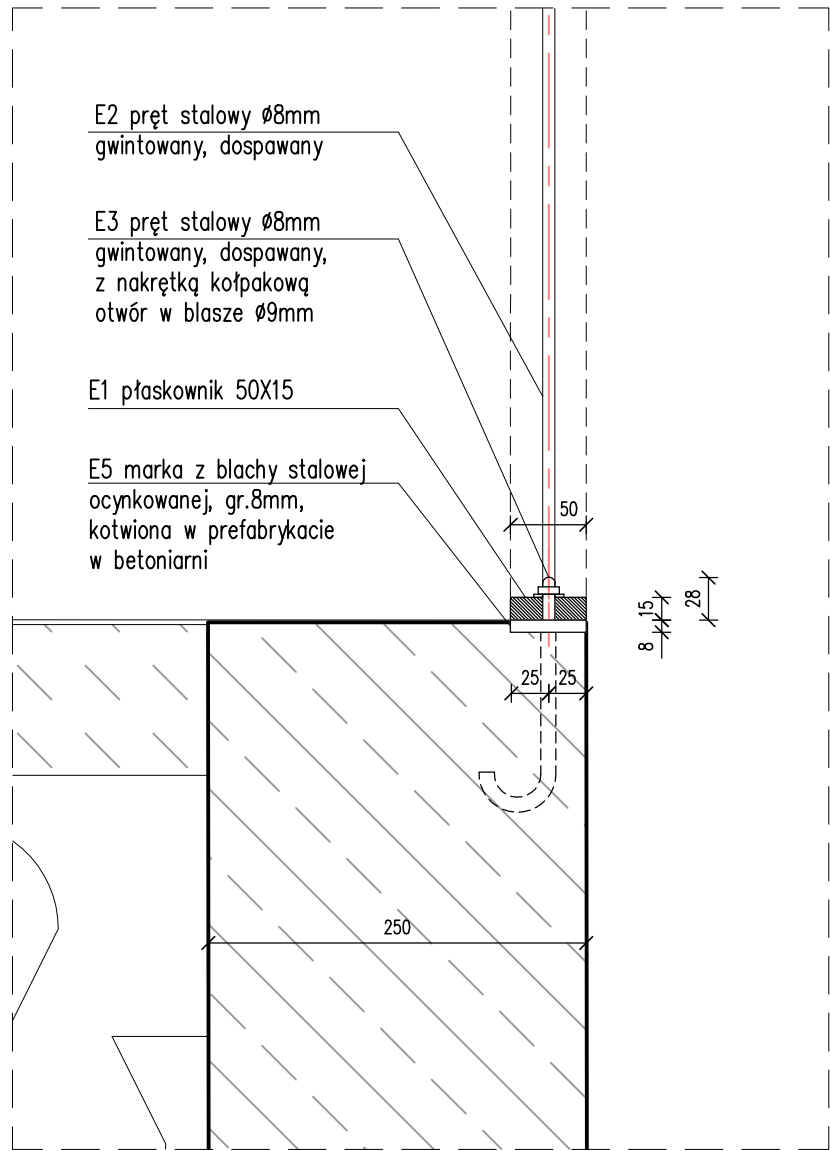 E2 pręt stalowy Ø8mm
gwintowany, dospawany
E3 pręt stalowy Ø8mm
gwintowany, dospawany,
z nakrętką kołpakową
otwór w blasze Ø9mm
E1 płaskownik 50X15
E5 marka z blachy stalowej
ocynkowanej, gr.8mm,
kotwiona w prefabrykacie
w betoniarni
50
15
28
8
25
25
250